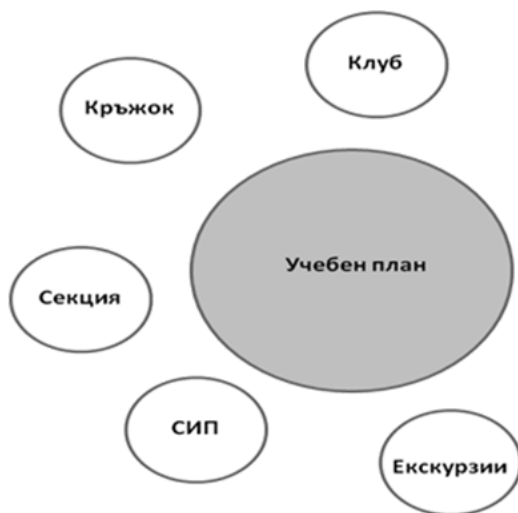 Клуб
Кръжок
Учебен план
Секция
СИП
Екскурзии